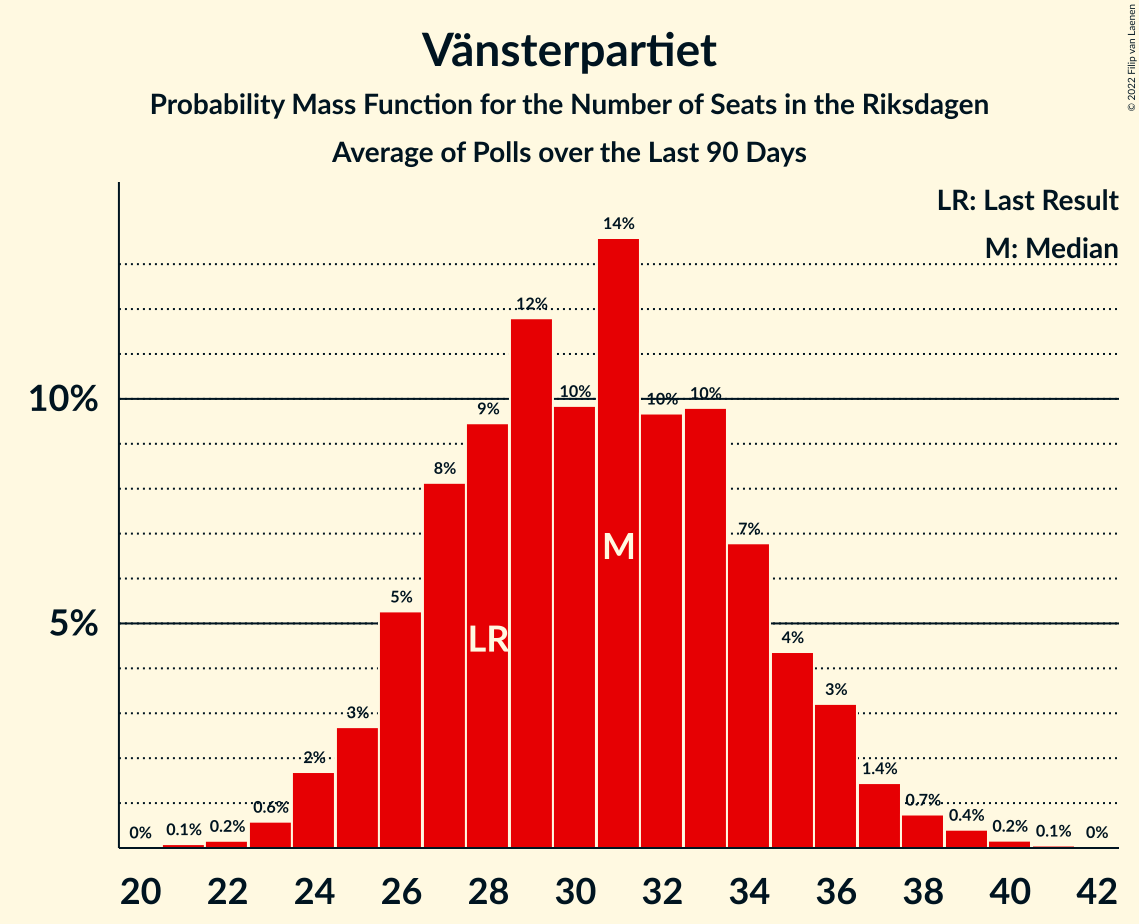 Vänsterpartiet
Probability Mass Function for the Number of Seats in the Riksdagen
Average of Polls over the Last 90 Days
© 2022 Filip van Laenen
LR: Last Result
M: Median
14%
12%
10%
10%
10%
10%
9%
8%
7%
M
5%
5%
LR
4%
3%
3%
2%
1.4%
0.7%
0.6%
0.4%
0.2%
0.2%
0.1%
0.1%
0%
0%
20 22 24 26 28 30 32 34 36 38 40 42